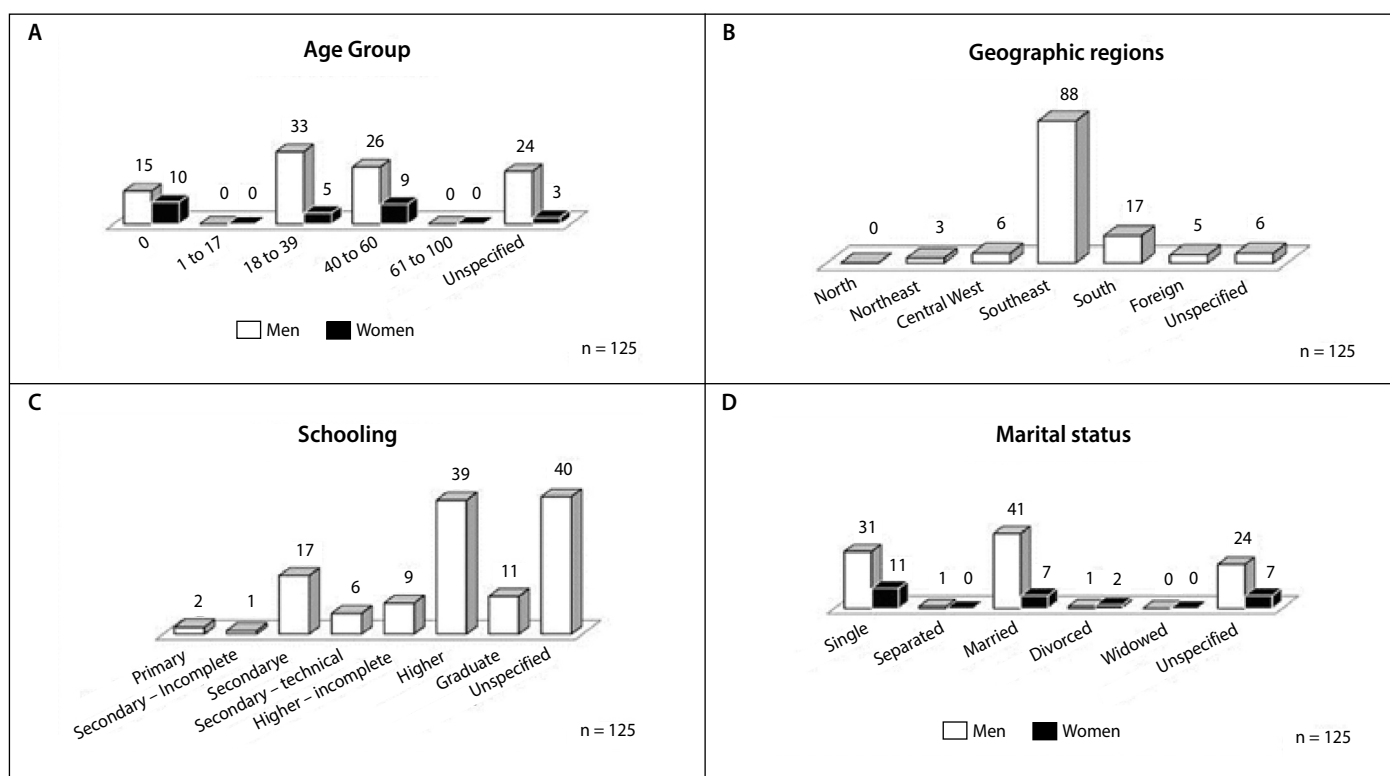 A
Age Group
33
26
24
15
10
9
5
3
0 0
0 0
0
1 to 17
18 to 39
40 to 60
61 to 100
Unspecified
Men Women
n = 125
B
Geographic regions
88
17
0
3
6
5
6
North
Northeast
Central West
Southeast
South
Foreign
Unspecified
n = 125
C
Schooling
2
1
17
6
9
39
11
40
Primary
Secondary – Incomplete
Secondarye
Secondary – technical
Higher – incomplete
Higher
Graduate
Unspecified
n = 125
D
Marital status
31
11
1 0
41
7
1 2
0 0
24
7
Single
Separated
Married
Divorced
Widowed
Unspecified
Men Women
n = 125